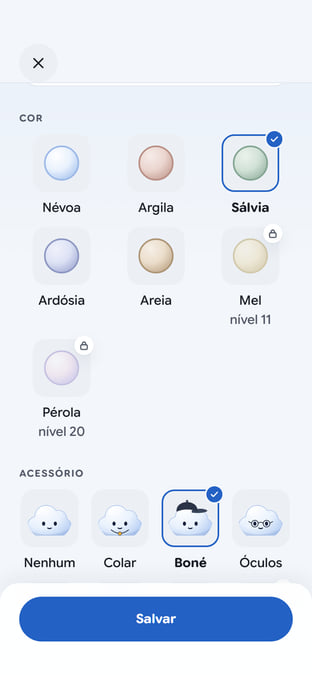 COR
Névoa
Argila
Sálvia
Ardósia
Areia
Mel
nível 11
Pérola
nível 20
ACESSÓRIO
Nenhum
Colar
Boné
Óculos
Salvar